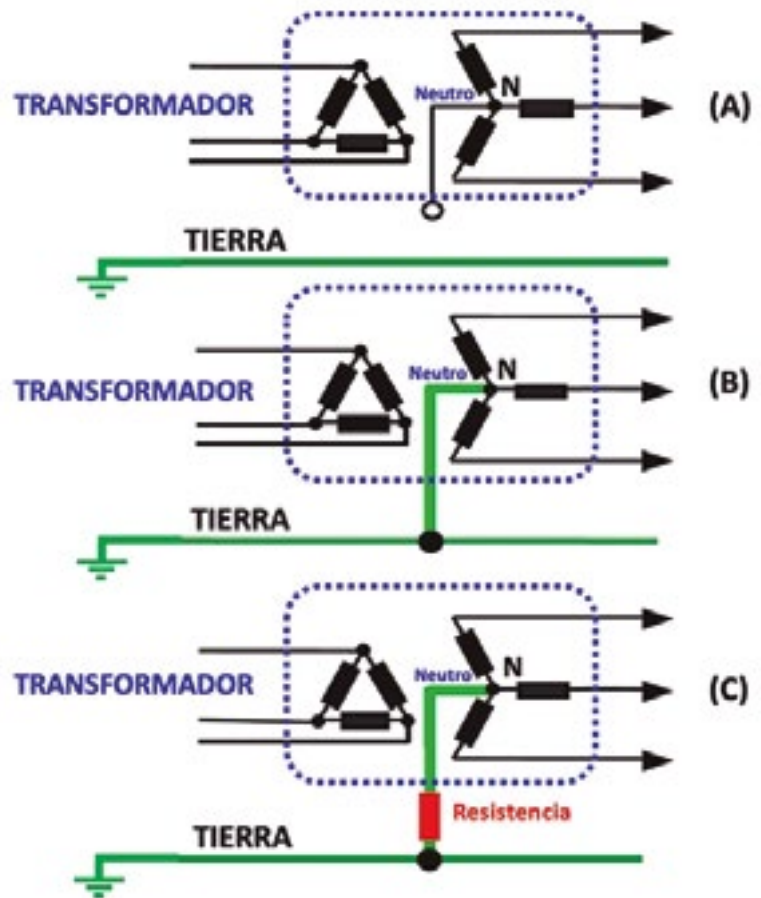 Neutro N
TRANSFORMADOR (A)
TIERRA
Neutro N
TRANSFORMADOR (B)
TIERRA
Neutro N
TRANSFORMADOR (C)
Resistencia
TIERRA